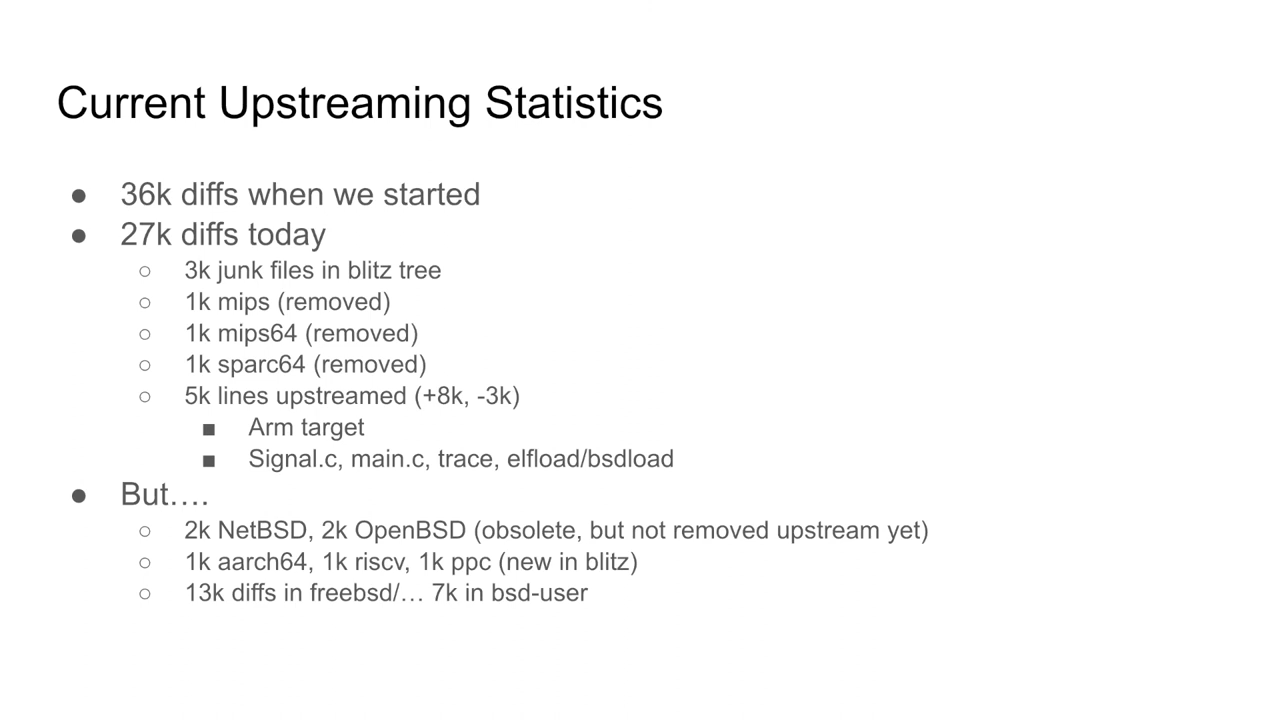 Current Upstreaming Statistics
● 36k diffs when we started
● 27k diffs today
○ 3k junk files in blitz tree
○ 1k mips (removed)
○ 1k mips64 (removed)
○ 1k sparc64 (removed)
○ 5k lines upstreamed (+8k, -3k)
■ Arm target
■ Signal.c, main.c, trace, elfload/bsdload
● But….
○ 2k NetBSD, 2k OpenBSD (obsolete, but not removed upstream yet)
○ 1k aarch64, 1k riscv, 1k ppc (new in blitz)
○ 13k diffs in freebsd/… 7k in bsd-user